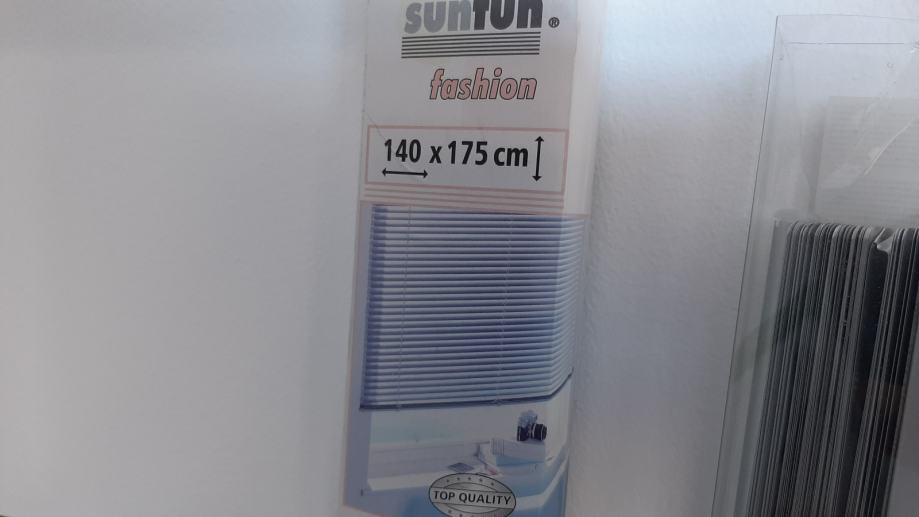 sunfun®
fashion
140 x 175 cm
TOP QUALITY